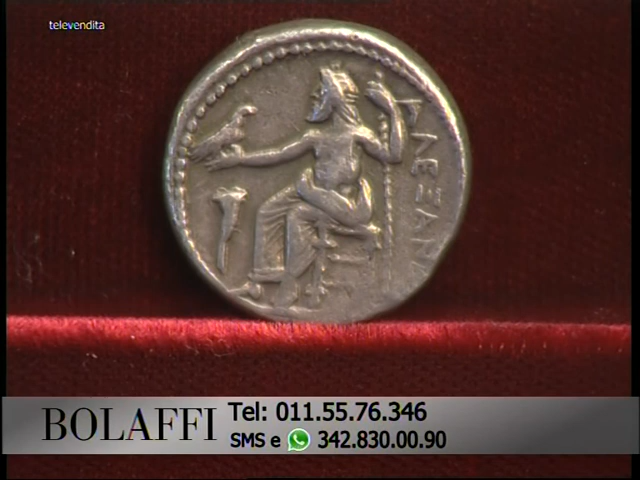 televendita
ΑΛΕΞΑΝ
BOLAFFI
Tel: 011.55.76.346
SMS e 342.830.00.90